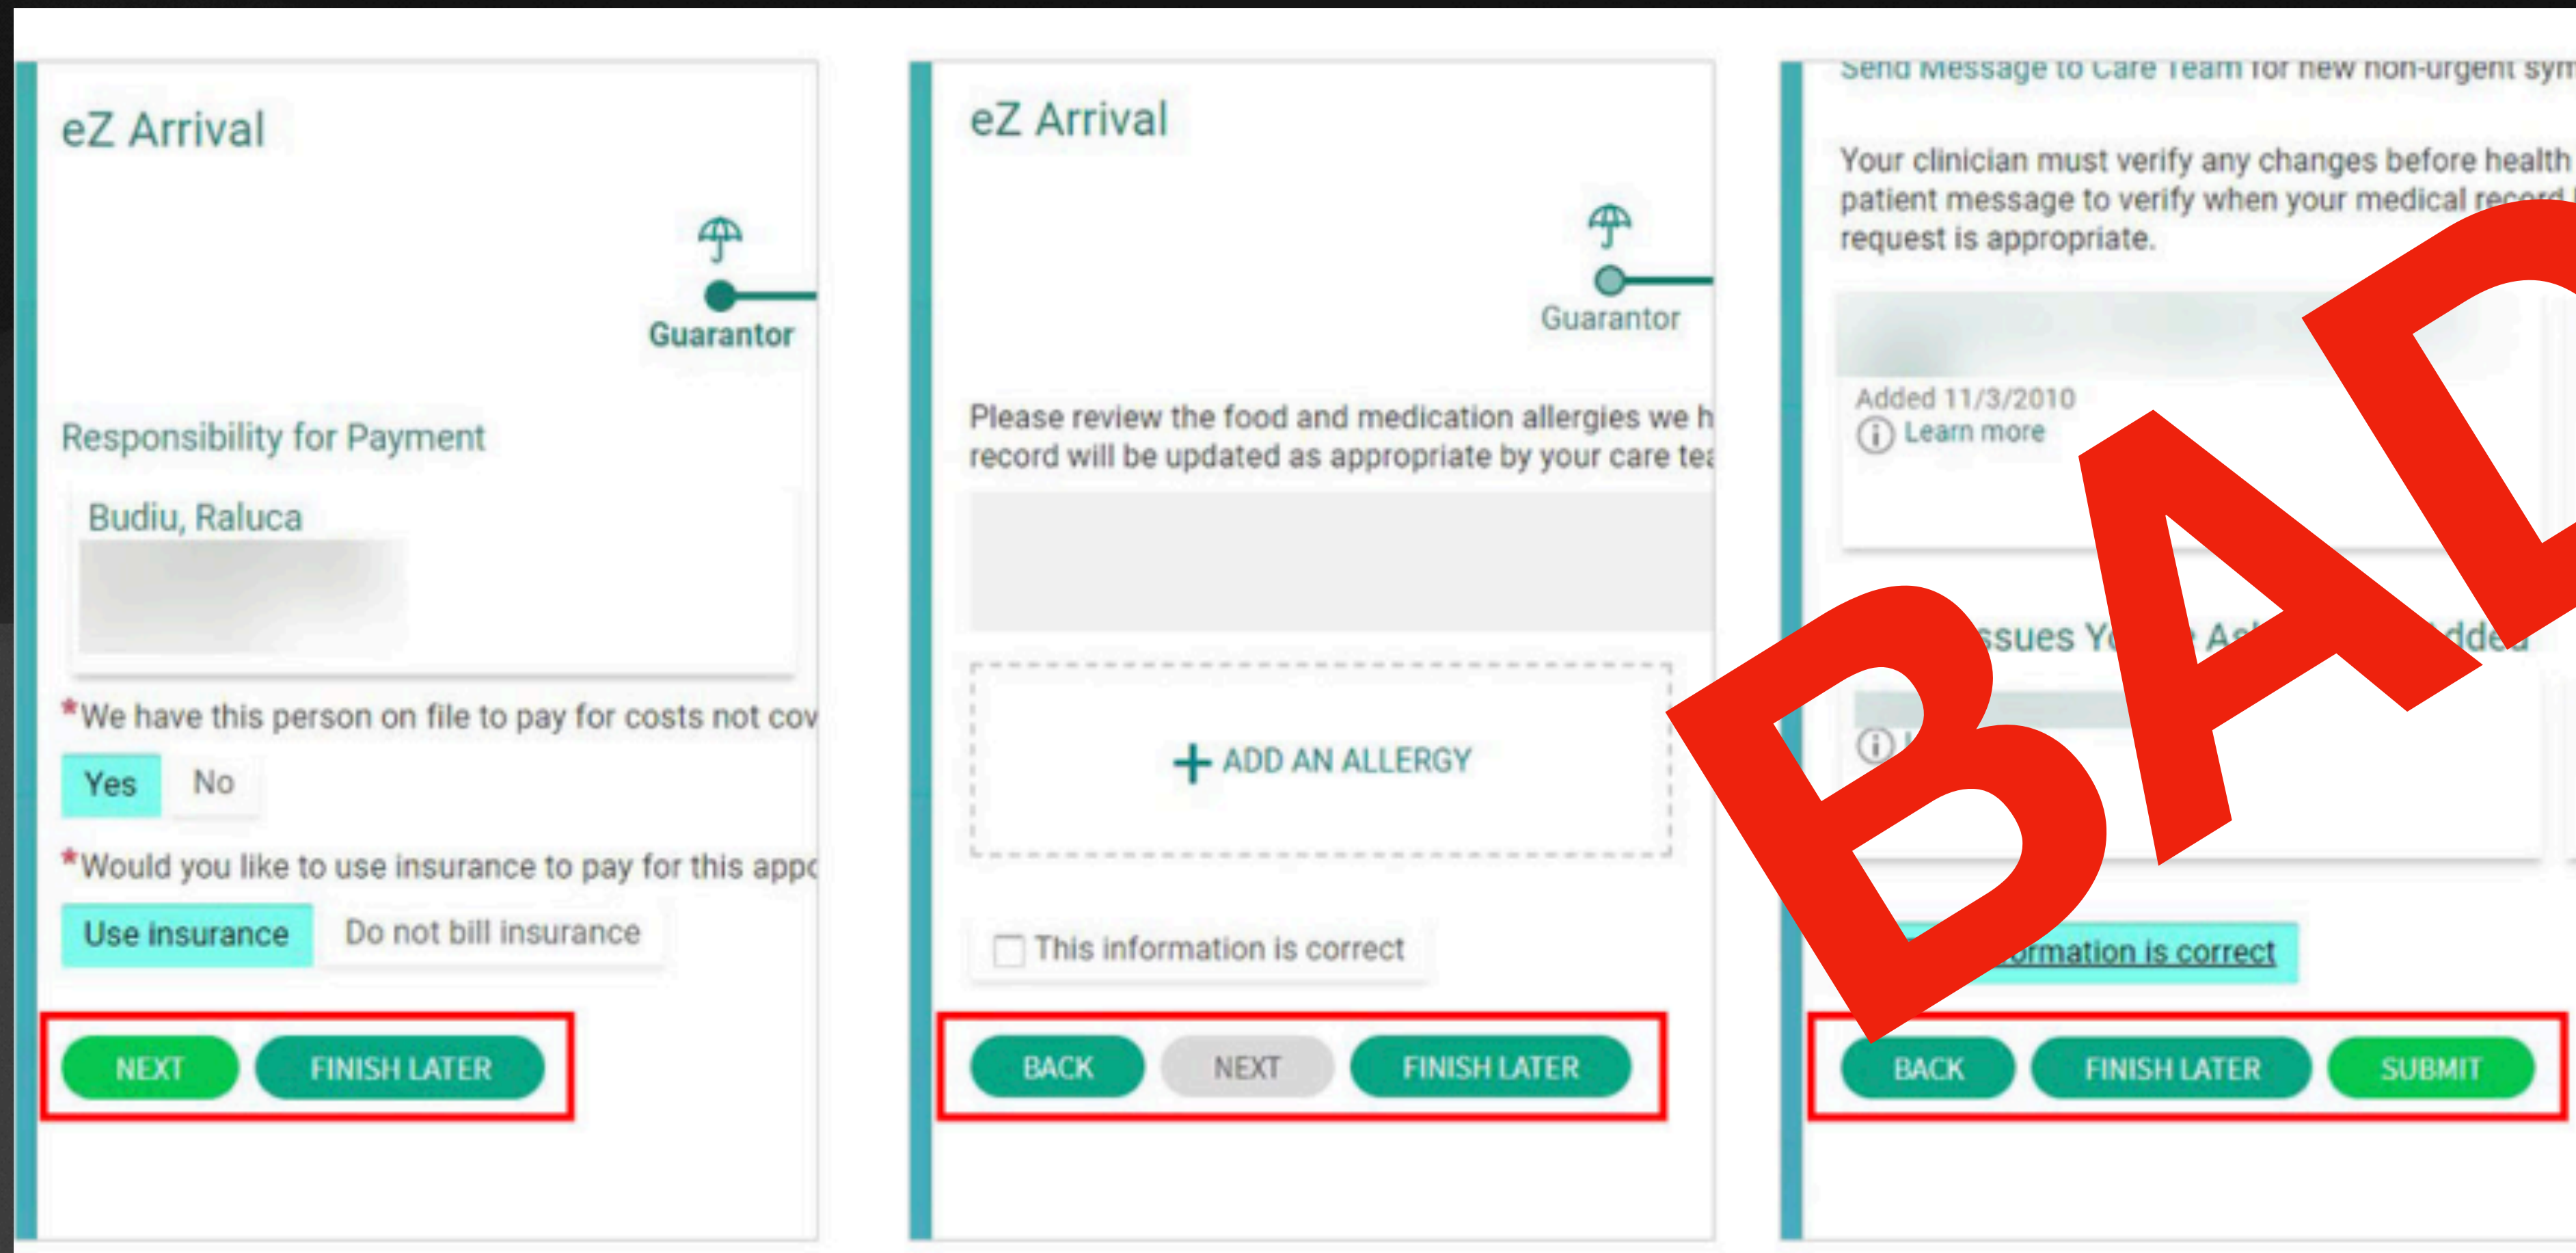 eZ Arrival
Guarantor
Responsibility for Payment
Budiu, Raluca
*We have this person on file to pay for costs not cov
Yes No
*Would you like to use insurance to pay for this appo
Use insurance Do not bill insurance
NEXT FINISH LATER
eZ Arrival
Guarantor
Please review the food and medication allergies we h
record will be updated as appropriate by your care tea
+ ADD AN ALLERGY
This information is correct
BACK NEXT FINISH LATER
Send Message to Care Team for new non-urgent sym
Your clinician must verify any changes before health
patient message to verify when your medical record
request is appropriate.
Added 11/3/2010
Learn more
ssues Yo e As dded
ormation is correct
BACK FINISH LATER SUBMIT
BAD